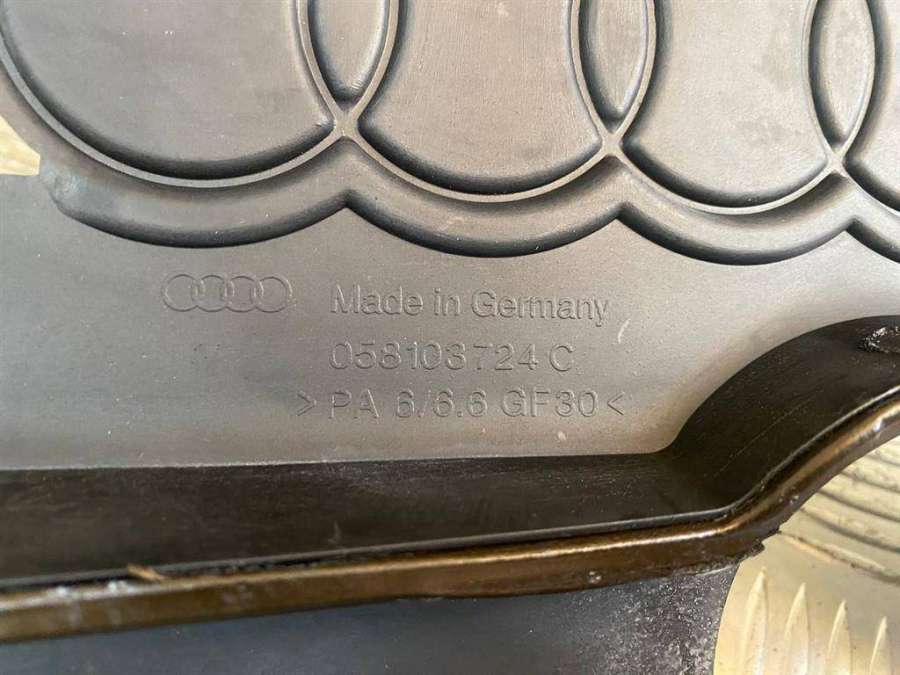 Made in Germany
058103724 C
> PA 6/6.6 GF30 <